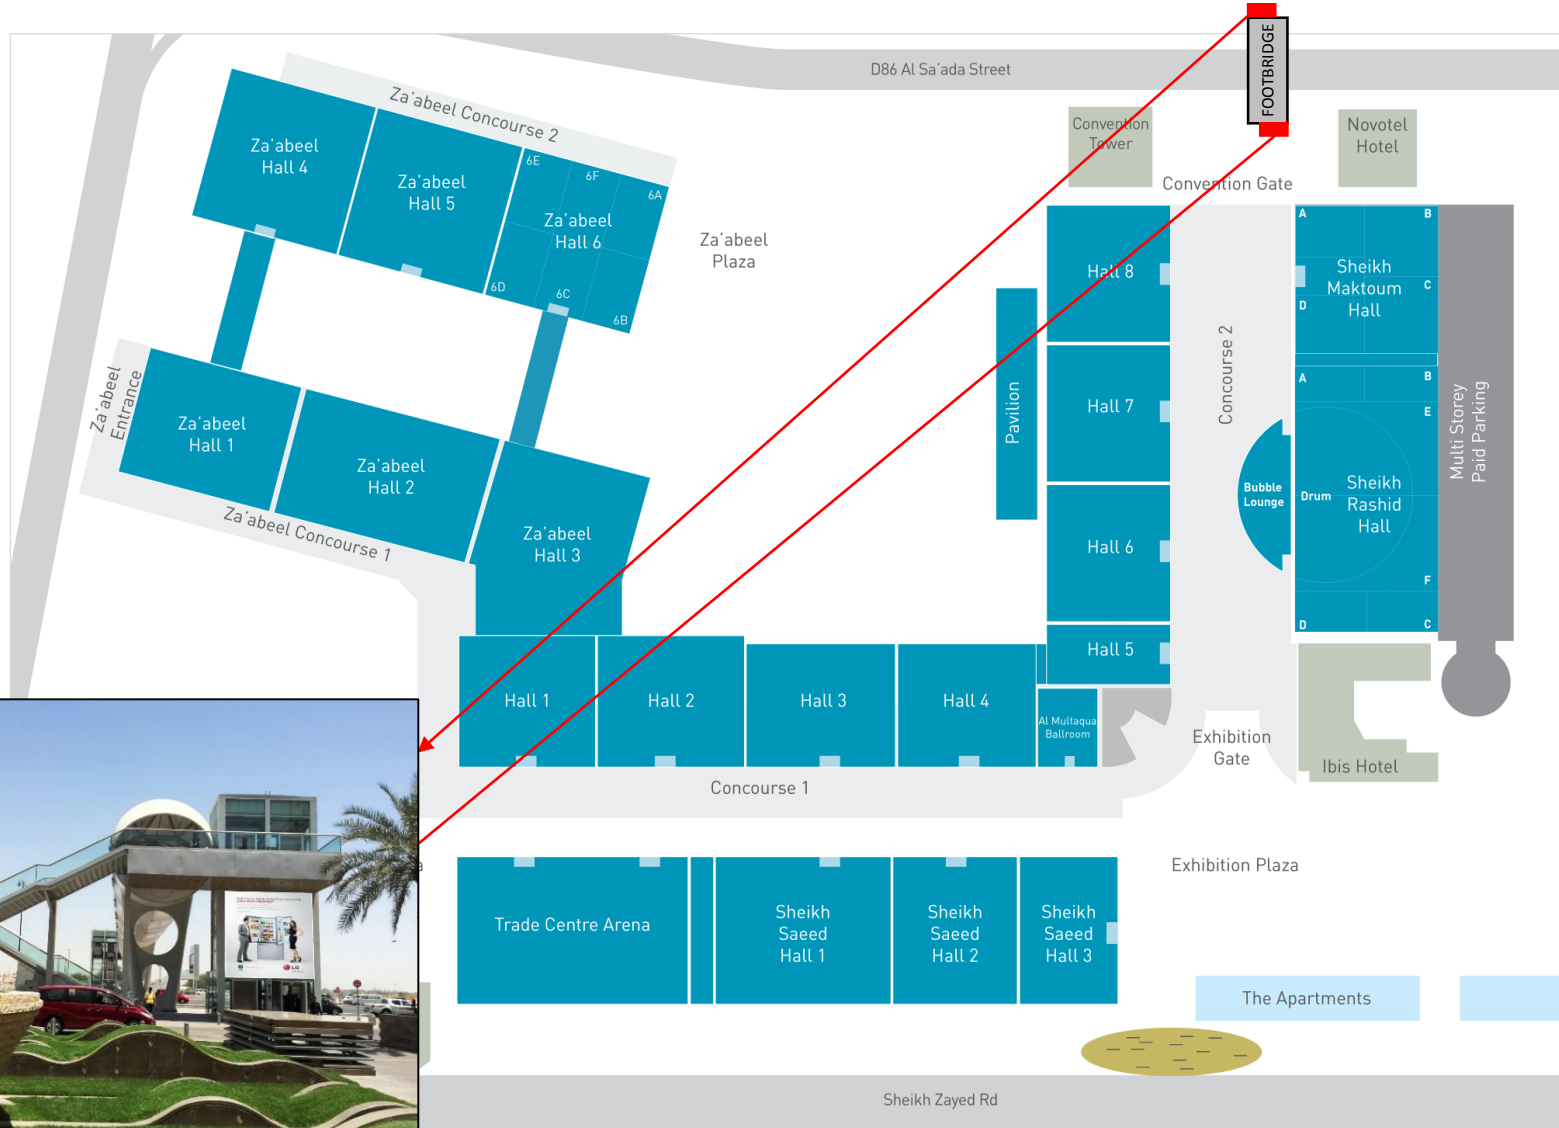 FOOTBRIDGE
D86 Al Sa'ada Street
Za'abeel Concourse 2
Convention
Tower
Novotel
Hotel
Convention Gate
Za'abeel
Hall 4
Za'abeel
Hall 5
6E
6F
6A
Za'abeel
Hall 6
6D
6C
6B
Za'abeel
Plaza
Hall 8
A
B
Sheikh
Maktoum
Hall
C
D
Concourse 2
Pavilion
Hall 7
A
B
E
Multi Storey
Paid Parking
Za'abeel
Entrance
Za'abeel
Hall 1
Za'abeel
Hall 2
Za'abeel Concourse 1
Za'abeel
Hall 3
Bubble
Lounge
Drum
Sheikh
Rashid
Hall
Hall 6
F
D
C
Hall 5
Hall 1
Hall 2
Hall 3
Hall 4
Al Multaqua
Ballroom
Exhibition
Gate
Ibis Hotel
Concourse 1
a
Exhibition Plaza
Trade Centre Arena
Sheikh
Saeed
Hall 1
Sheikh
Saeed
Hall 2
Sheikh
Saeed
Hall 3
LG
The Apartments
Sheikh Zayed Rd